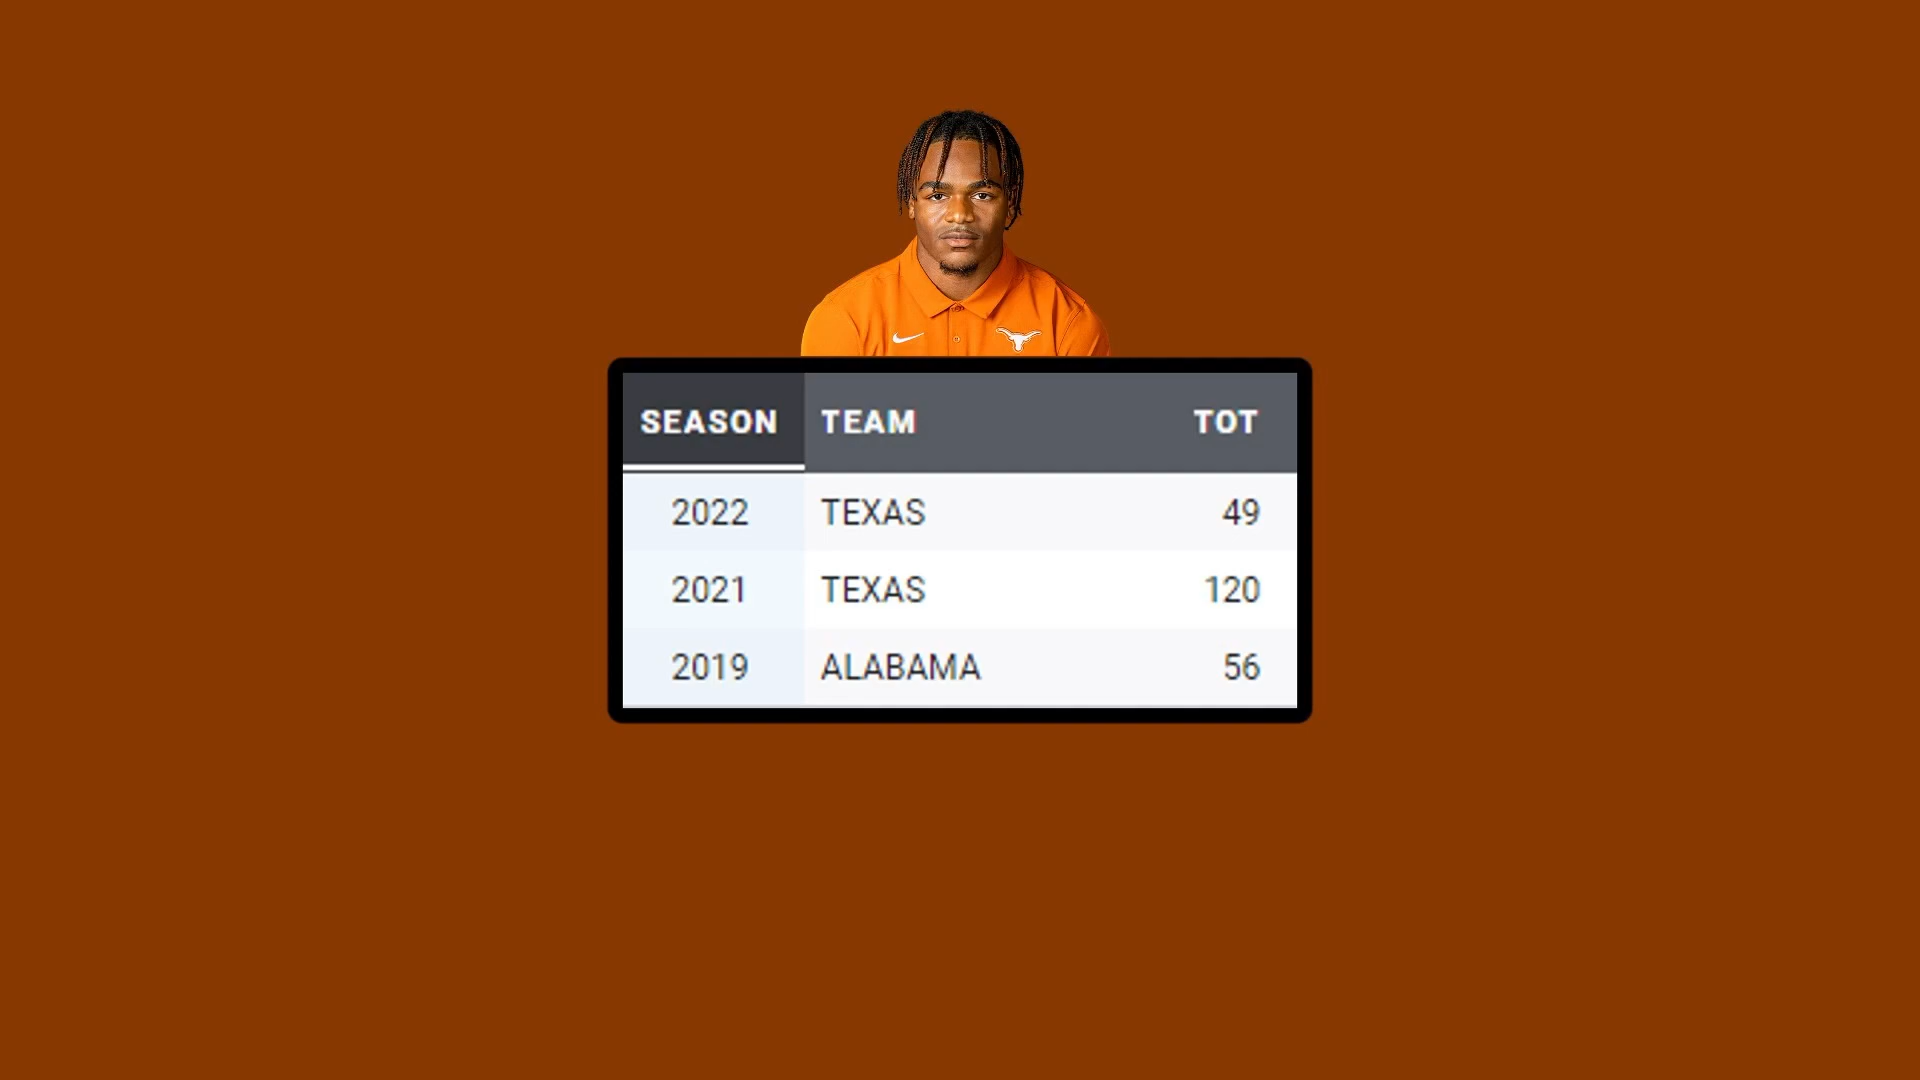 SEASON TEAM TOT
2022 TEXAS 49
2021 TEXAS 120
2019 ALABAMA 56